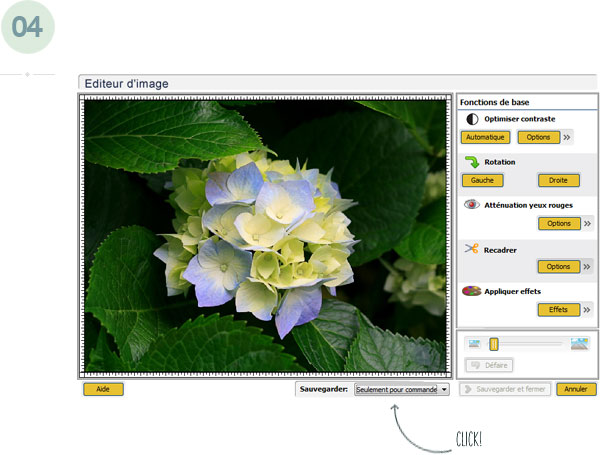 04
Editeur d'image
Fonctions de base
Optimiser contraste
Automatique Options
Rotation
Gauche Droite
Atténuation yeux rouges
Options
Recadrer
Options
Appliquer effets
Effets
Défaire
Aide Sauvegarder: Seulement pour commande Sauvegarder et fermer Annuler
CLICK!